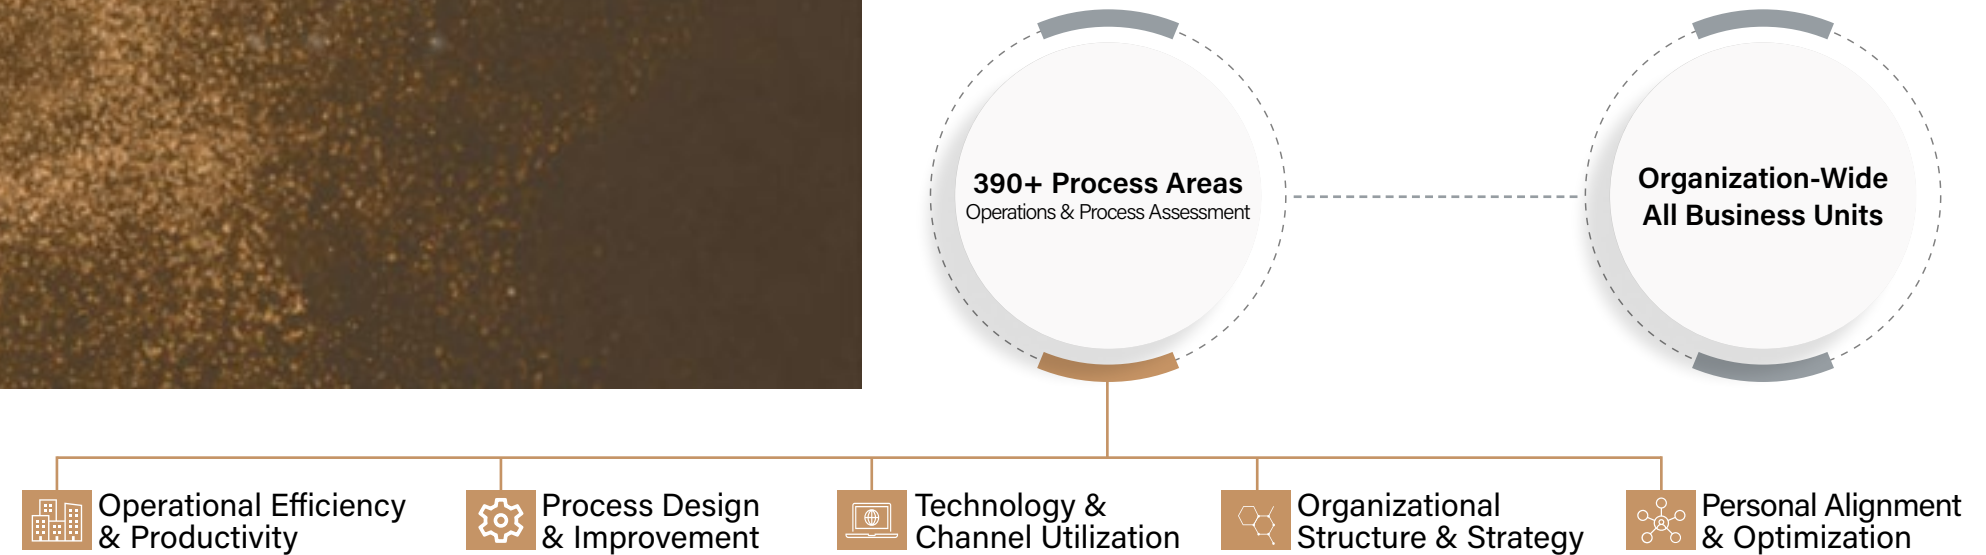 390+ Process Areas
Operations & Process Assessment
Organization-Wide
All Business Units
Operational Efficiency
& Productivity
Process Design
& Improvement
Technology &
Channel Utilization
Organizational
Structure & Strategy
Personal Alignment
& Optimization